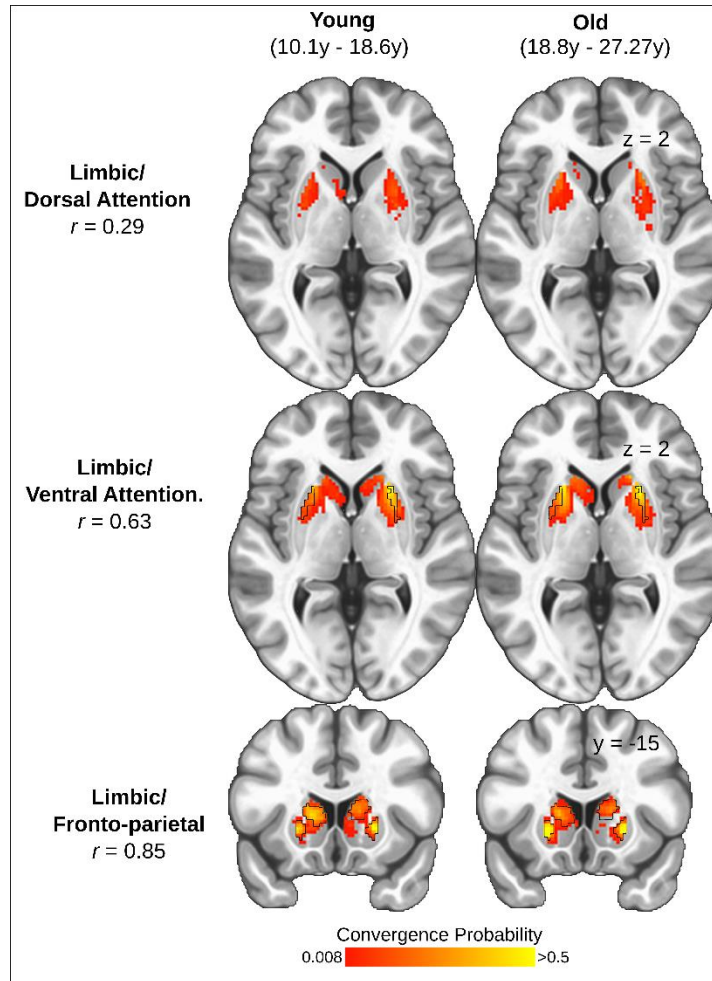 Young
(10.1y - 18.6y)
Old
(18.8y - 27.27y)
Limbic/
Dorsal Attention
r = 0.29
z = 2
Limbic/
Ventral Attention.
r = 0.63
z = 2
Limbic/
Fronto-parietal
r = 0.85
y = -15
Convergence Probability
0.008
>0.5